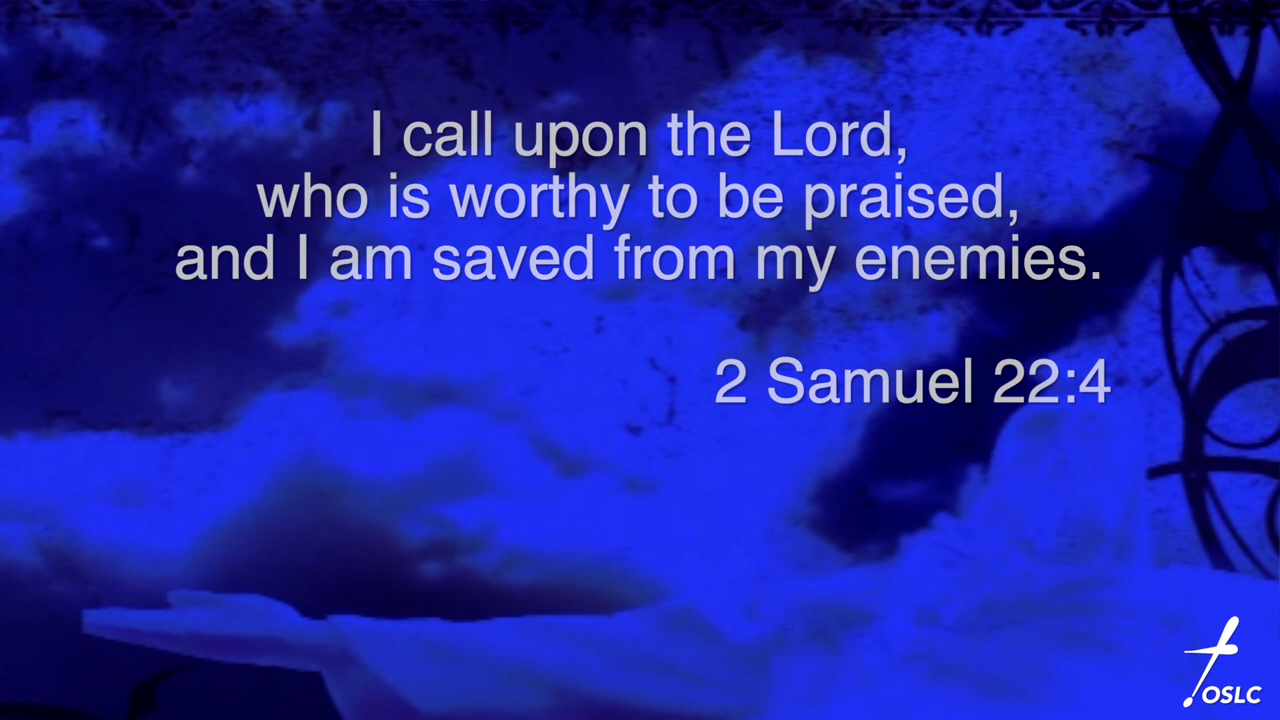 I call upon the Lord,
who is worthy to be praised,
and I am saved from my enemies.
2 Samuel 22:4
OSLC